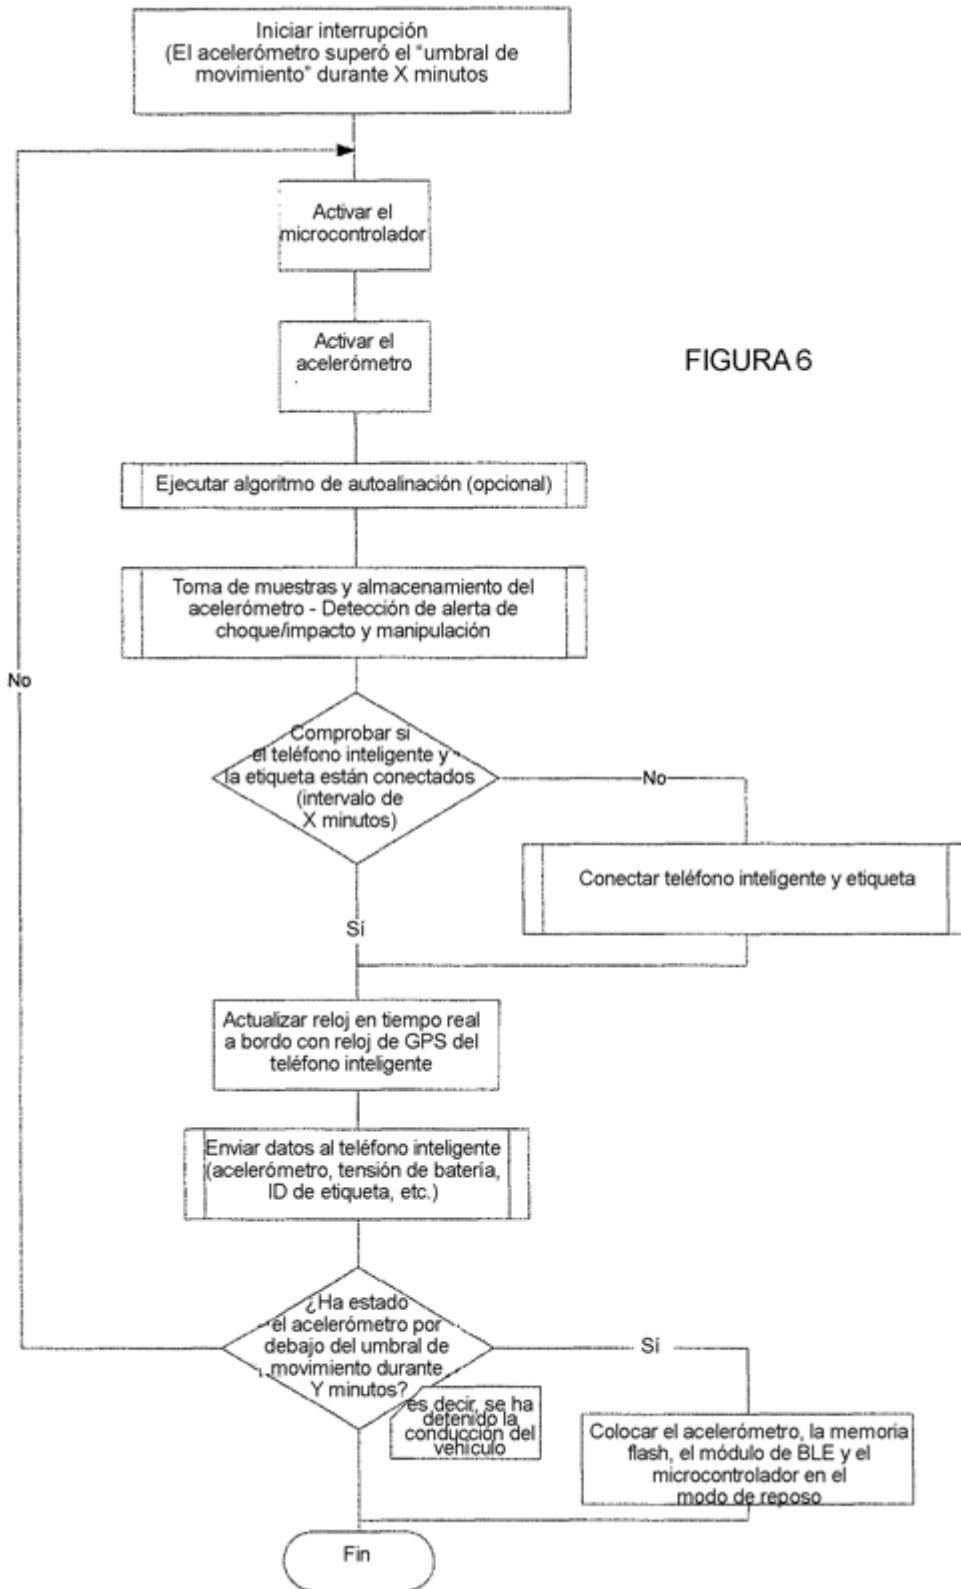 Iniciar interrupción
(El acelerómetro superó el "umbral de
movimiento" durante X minutos
Activar el
microcontrolador
Activar el
acelerómetro
FIGURA 6
Ejecutar algoritmo de autoalinación (opcional)
Toma de muestras y almacenamiento del
acelerómetro - Detección de alerta de
choque/impacto y manipulación
No
Comprobar si
el teléfono inteligente y
la etiqueta están conectados
(intervalo de
X minutos)
No
Conectar teléfono inteligente y etiqueta
Sí
Actualizar reloj en tiempo real
a bordo con reloj de GPS del
teléfono inteligente
Enviar datos al teléfono inteligente
(acelerómetro, tensión de batería,
ID de etiqueta, etc.)
¿Ha estado
el acelerómetro por
debajo del umbral de
movimiento durante
Y minutos?
Sí
es decir, se ha
detenido la
conducción del
vehículo
Colocar el acelerómetro, la memoria
flash, el módulo de BLE y el
microcontrolador en el
modo de reposo
Fin